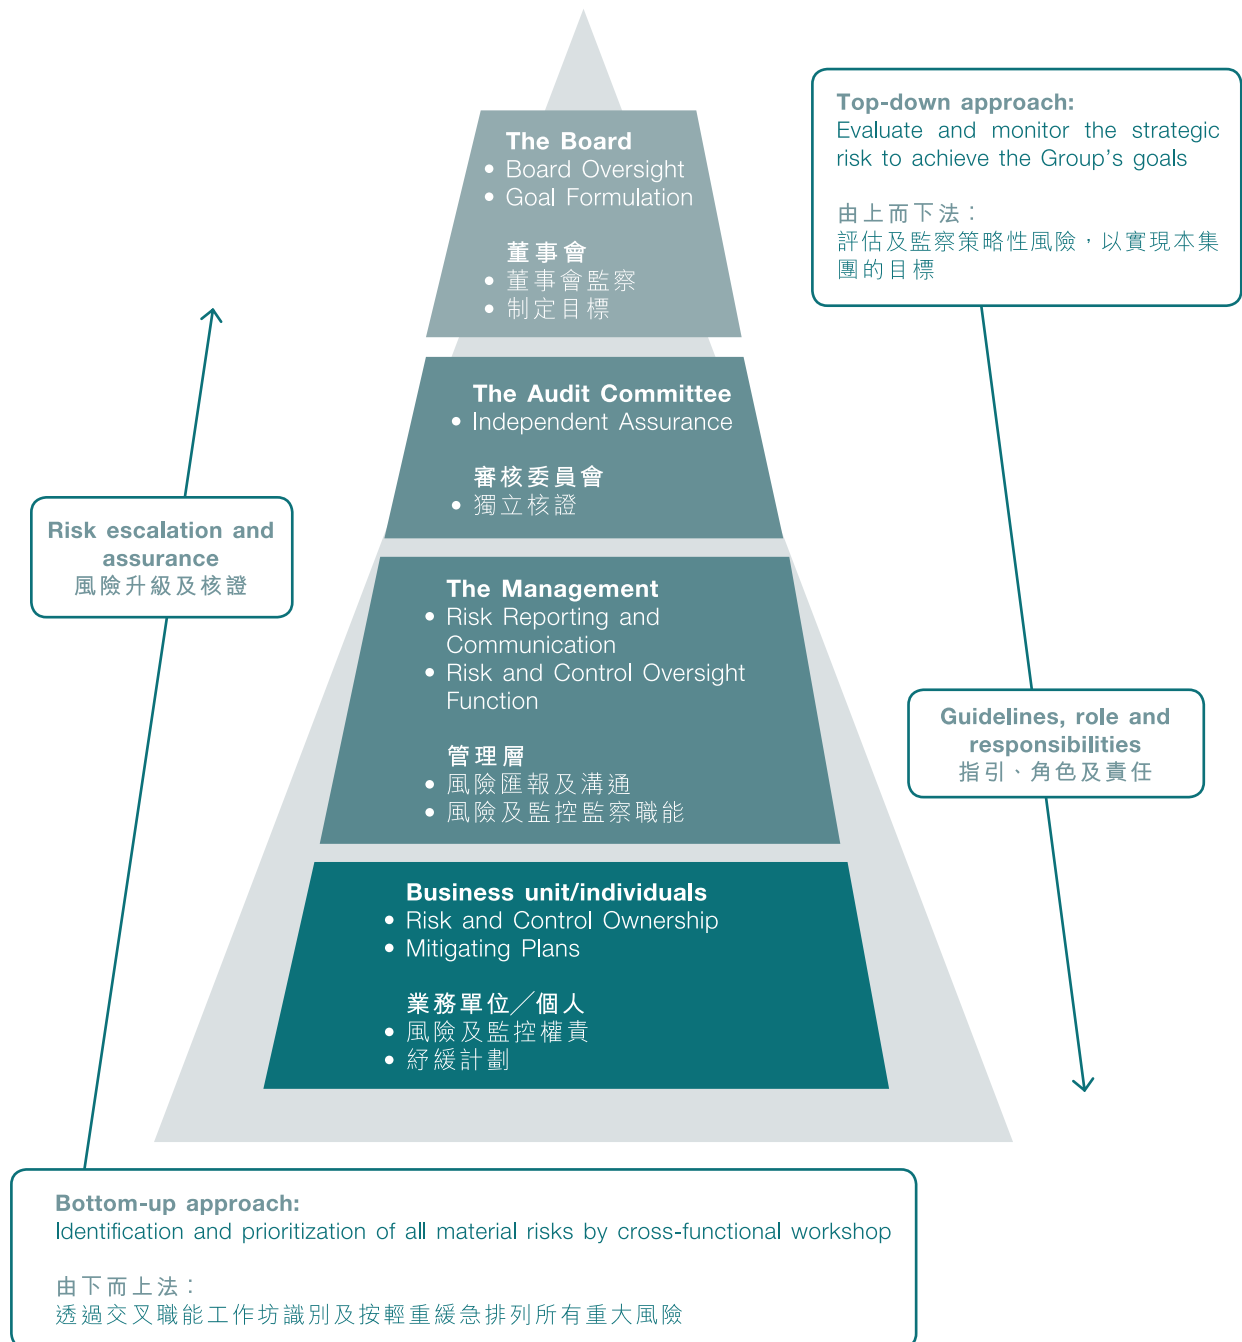 The Board
• Board Oversight
• Goal Formulation
董事會
• 董事會監察
• 制定目標
Top-down approach:
Evaluate and monitor the strategic
risk to achieve the Group's goals
由上而下法：
評估及監察策略性風險，以實現本集
團的目標
The Audit Committee
• Independent Assurance
審核委員會
• 獨立核證
Risk escalation and
assurance
風險升級及核證
The Management
• Risk Reporting and
Communication
• Risk and Control Oversight
Function
管理層
• 風險匯報及溝通
• 風險及監控監察職能
Guidelines, role and
responsibilities
指引、角色及責任
Business unit/individuals
• Risk and Control Ownership
• Mitigating Plans
業務單位／個人
• 風險及監控權責
• 紓緩計劃
Bottom-up approach:
Identification and prioritization of all material risks by cross-functional workshop
由下而上法：
透過交叉職能工作坊識別及按輕重緩急排列所有重大風險